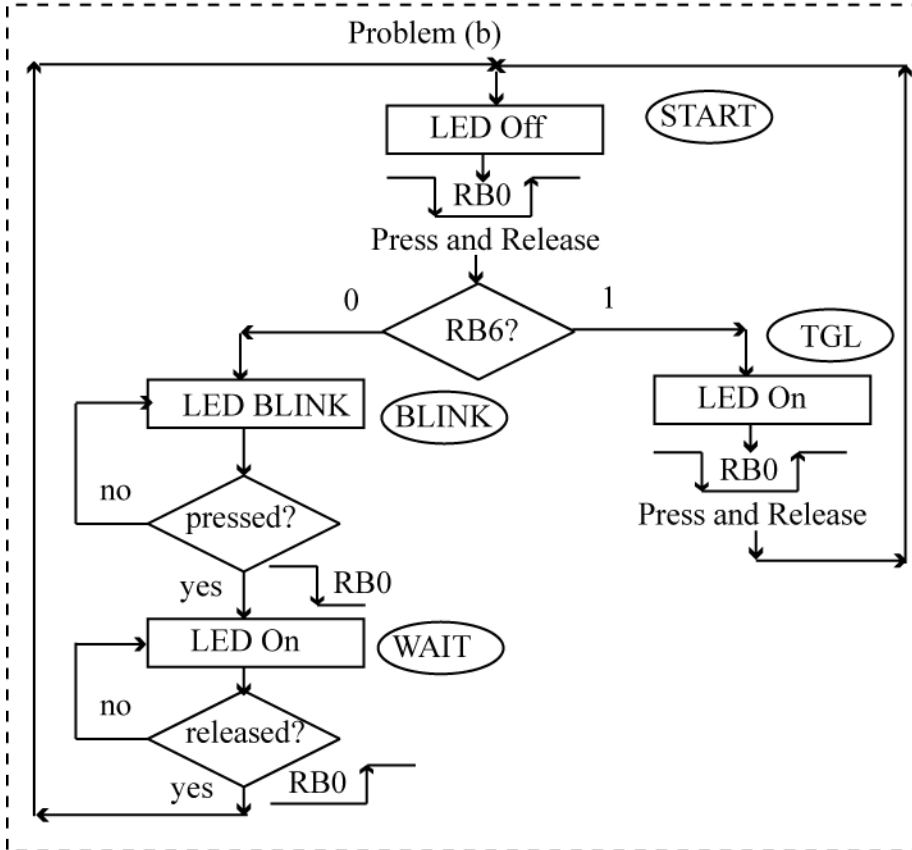 Problem (b)
LED Off
START
RB0
Press and Release
0
1
RB6?
TGL
LED BLINK
BLINK
LED On
RB0
Press and Release
no
pressed?
yes
RB0
LED On
WAIT
no
released?
yes
RB0